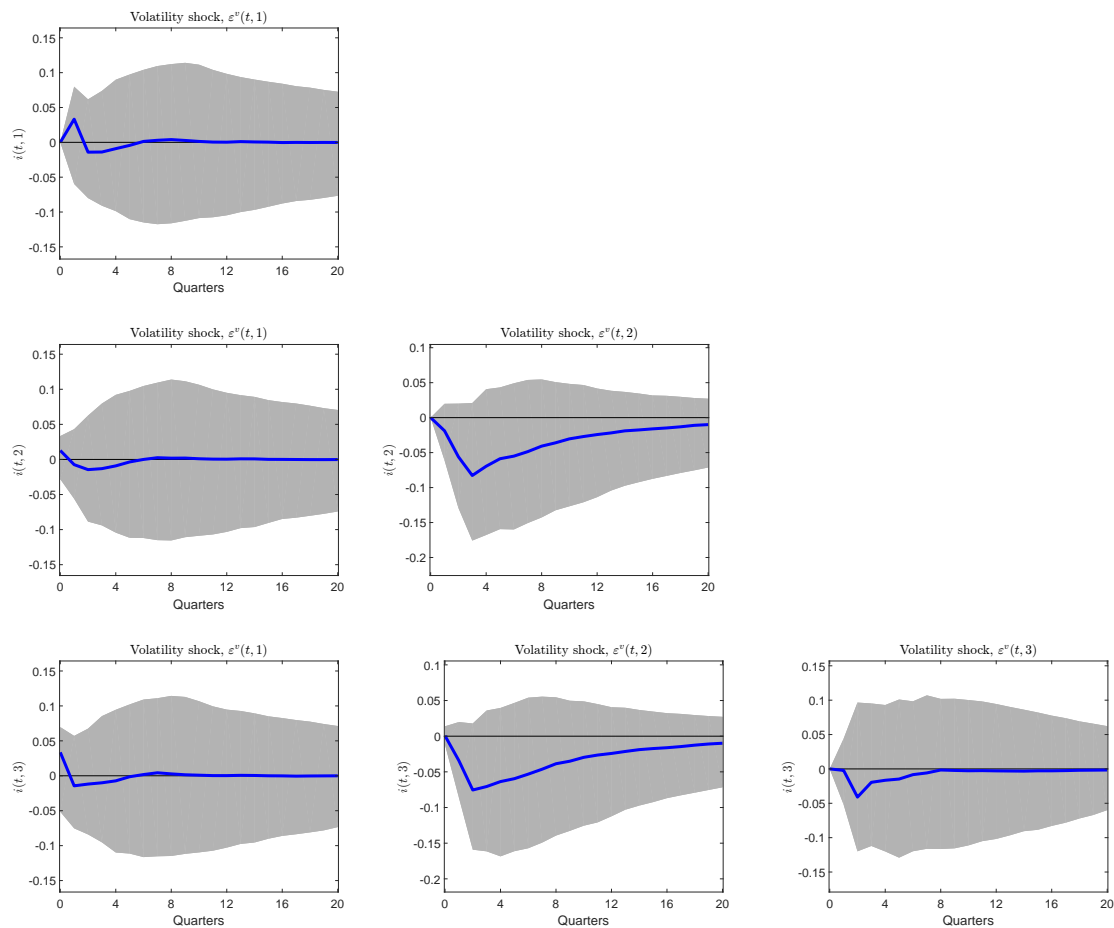 Volatility shock, εᵛ(t, 1)
0.15
0.1
0.05
0
-0.05
-0.1
-0.15
i(t, 1)
0 4 8 12 16 20
Quarters
Volatility shock, εᵛ(t, 1)
0.15
0.1
0.05
0
-0.05
-0.1
-0.15
i(t, 2)
0 4 8 12 16 20
Quarters
Volatility shock, εᵛ(t, 2)
0.1
0.05
0
-0.05
-0.1
-0.15
-0.2
i(t, 2)
0 4 8 12 16 20
Quarters
Volatility shock, εᵛ(t, 1)
0.15
0.1
0.05
0
-0.05
-0.1
-0.15
i(t, 3)
0 4 8 12 16 20
Quarters
Volatility shock, εᵛ(t, 2)
0.1
0.05
0
-0.05
-0.1
-0.15
-0.2
i(t, 3)
0 4 8 12 16 20
Quarters
Volatility shock, εᵛ(t, 3)
0.15
0.1
0.05
0
-0.05
-0.1
-0.15
i(t, 3)
0 4 8 12 16 20
Quarters